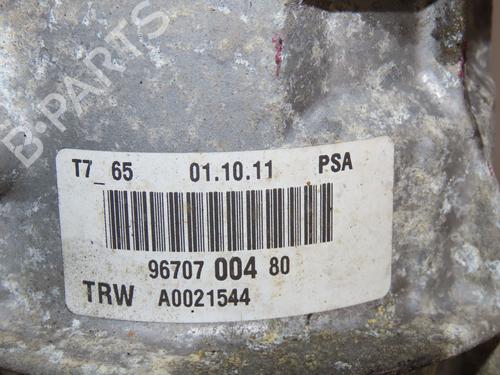 B-PARTS
T7_65 01.10.11 PSA
96707 004 80
TRW A0021544